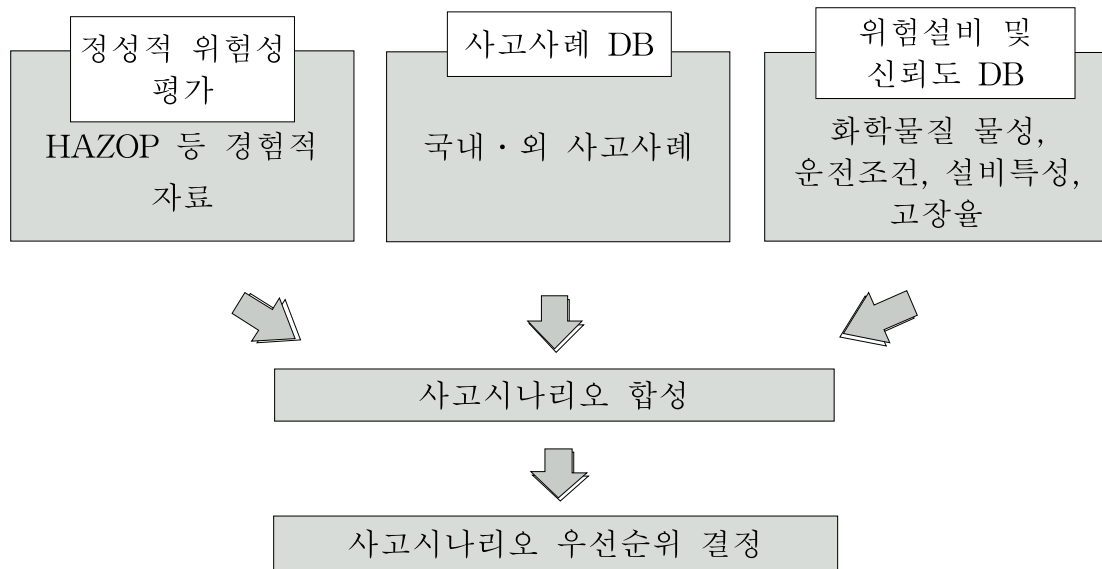 정성적 위험성
평가
HAZOP 등 경험적
자료
사고사례 DB
국내·외 사고사례
위험설비 및
신뢰도 DB
화학물질 물성,
운전조건, 설비특성,
고장율
사고시나리오 합성
사고시나리오 우선순위 결정